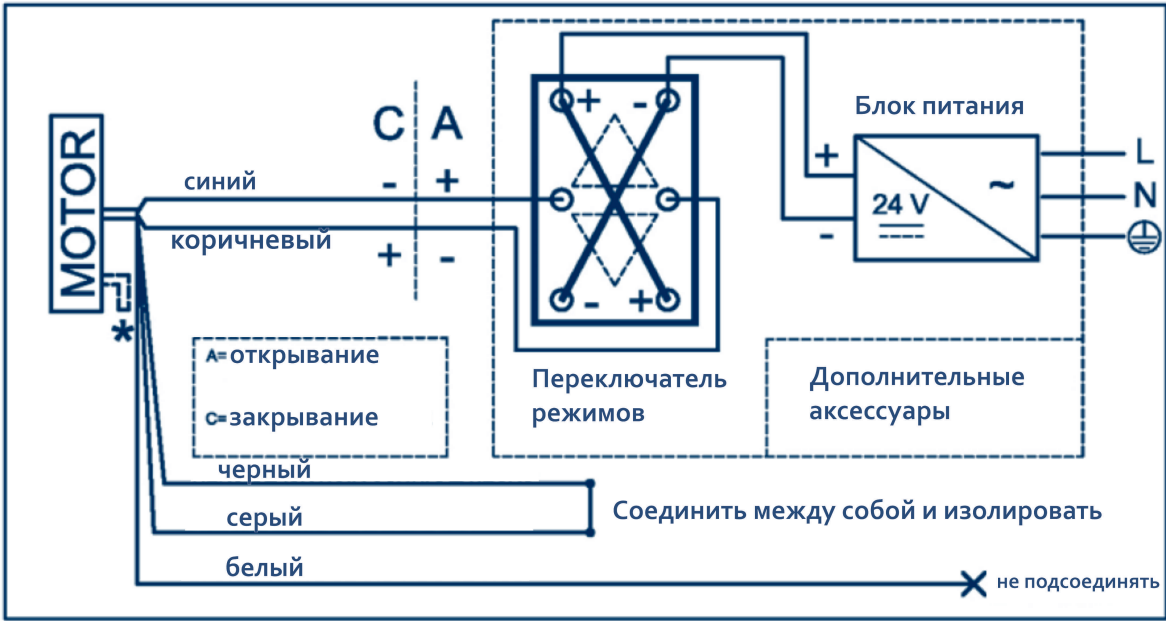 MOTOR
*
C A
- +
+ -
синий
коричневый
+ -
- +
Блок питания
+
-
24 V
~
L
N
A= открывание
C= закрывание
Переключатель
режимов
Дополнительные
аксессуары
черный
серый
Соединить между собой и изолировать
белый
не подсоединять